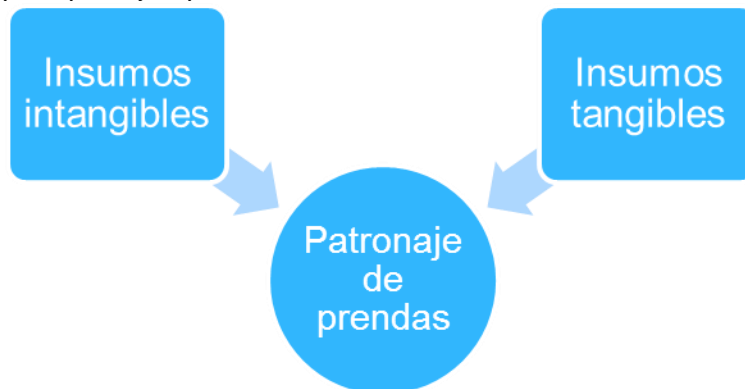 Insumos
intangibles
Insumos
tangibles
Patronaje
de
prendas